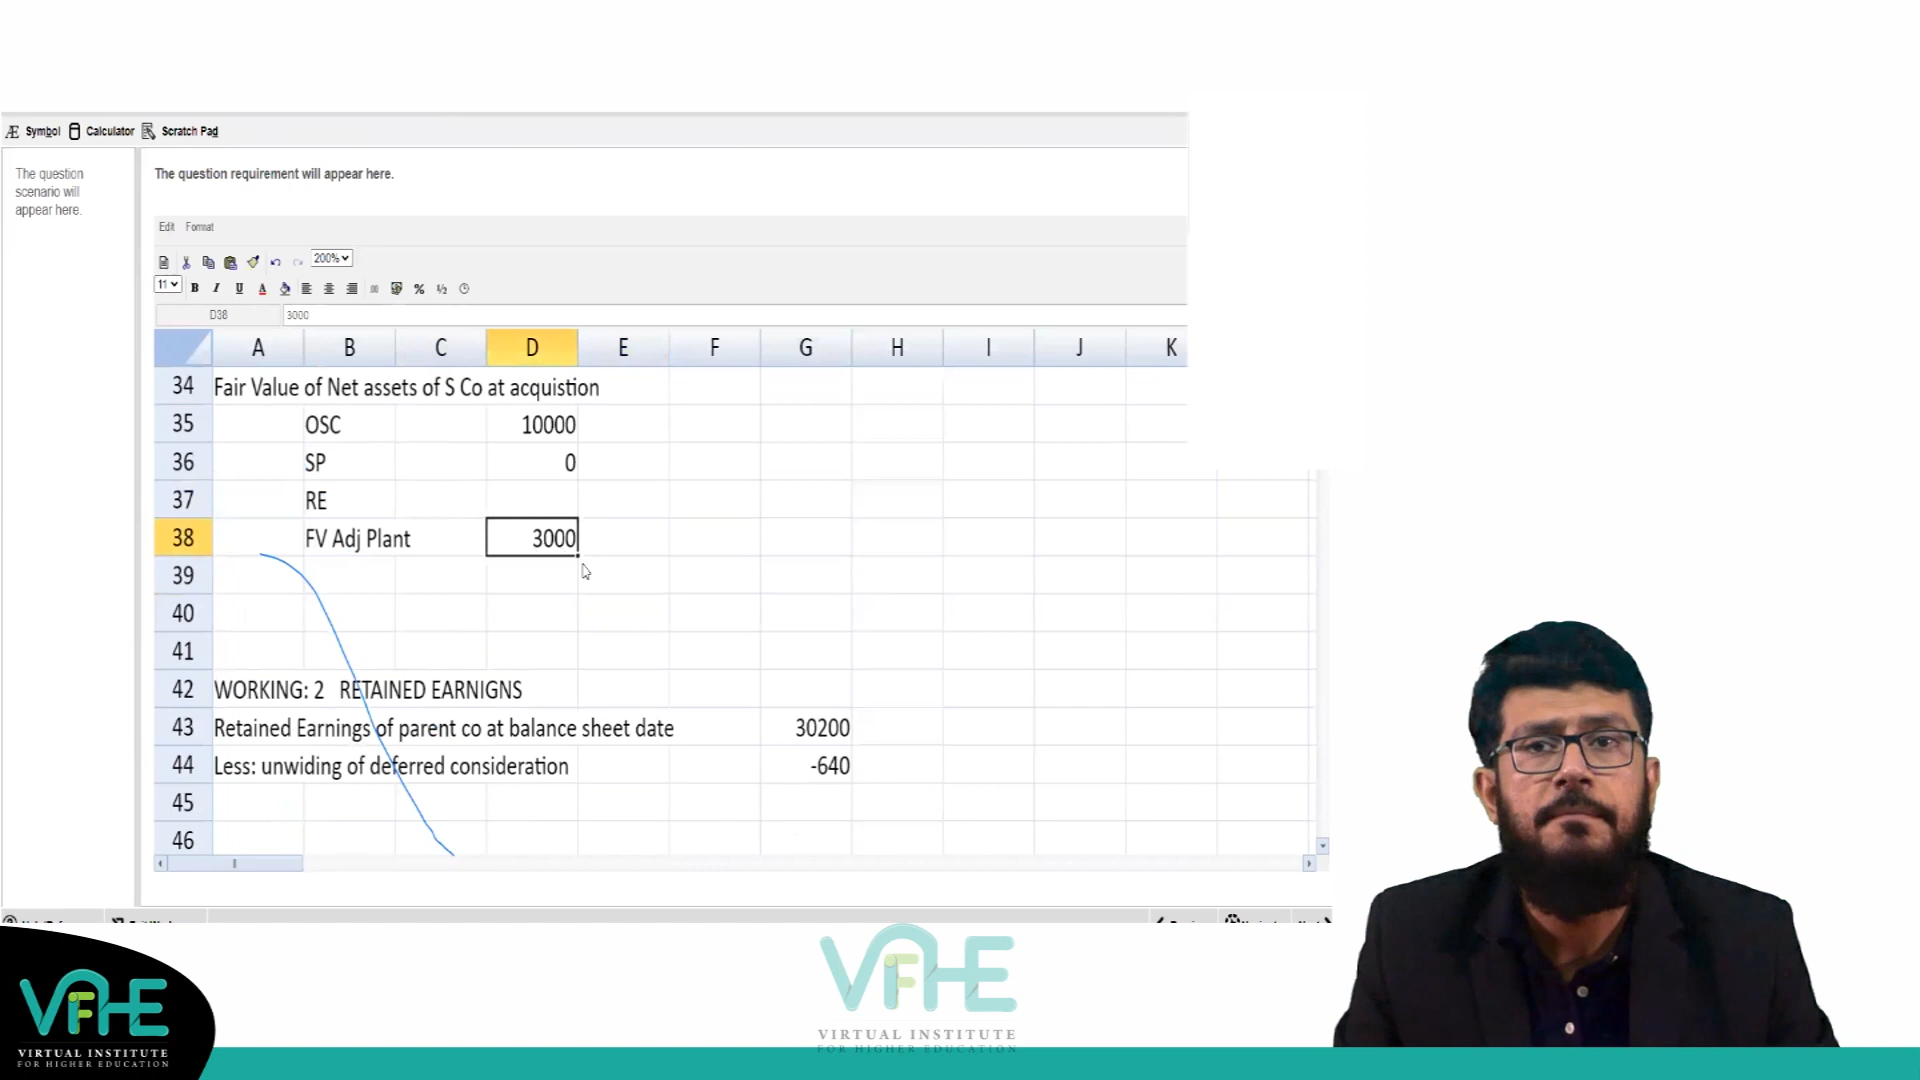 Æ Symbol Calculator Scratch Pad
The question
scenario will
appear here.
The question requirement will appear here.
Edit Format
200%
11 B I U A % ½
D38 3000
A B C D E F G H I J K
34 Fair Value of Net assets of S Co at acquistion
35 OSC 10000
36 SP 0
37 RE
38 FV Adj Plant 3000
39
40
41
42 WORKING: 2 RETAINED EARNIGNS
43 Retained Earnings of parent co at balance sheet date 30200
44 Less: unwiding of deferred consideration -640
45
46
VIFHE
VIRTUAL INSTITUTE
FOR HIGHER EDUCATION
VIFHE
VIRTUAL INSTITUTE
FOR HIGHER EDUCATION